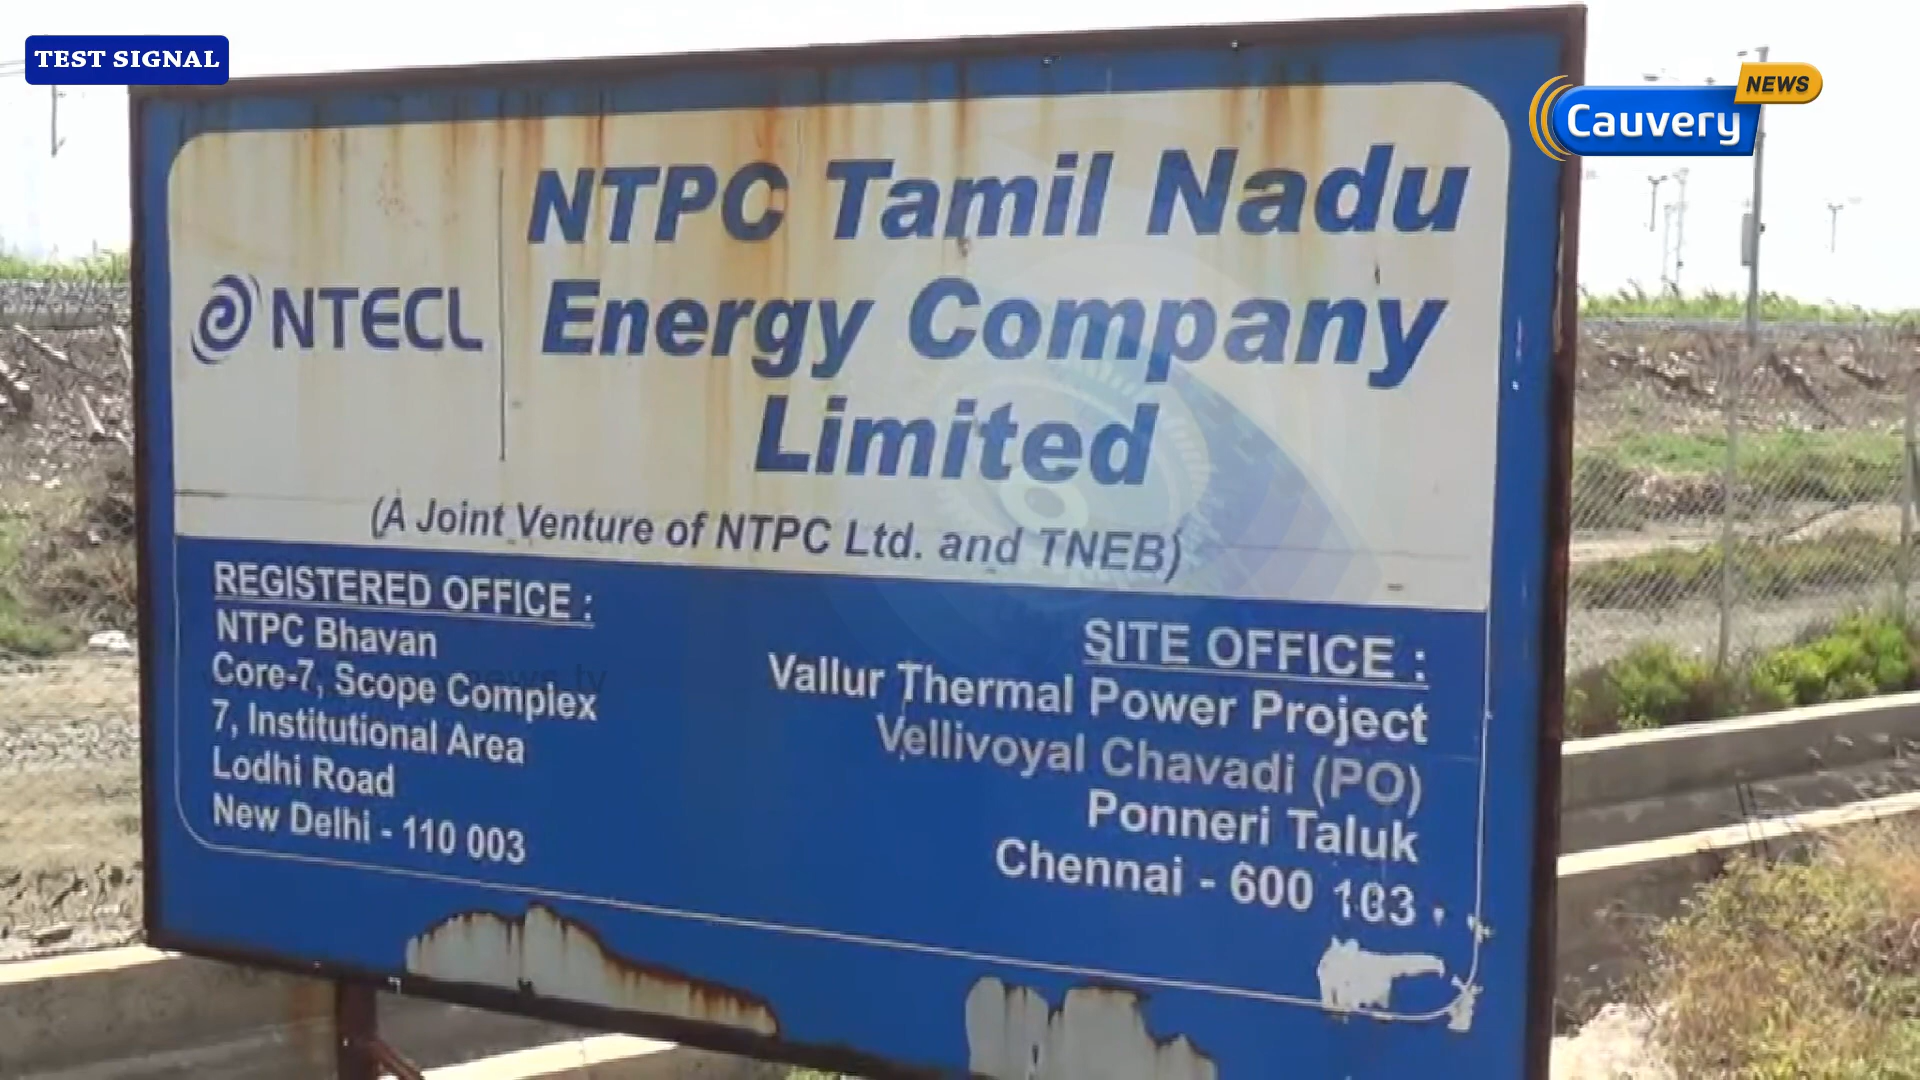 TEST SIGNAL
NEWS
Cauvery
NTECL
NTPC Tamil Nadu
Energy Company
Limited
(A Joint Venture of NTPC Ltd. and TNEB)
REGISTERED OFFICE :
NTPC Bhavan
Core-7, Scope Complex
7, Institutional Area
Lodhi Road
New Delhi - 110 003
SITE OFFICE :
Vallur Thermal Power Project
Vellivoyal Chavadi (PO)
Ponneri Taluk
Chennai - 600 103